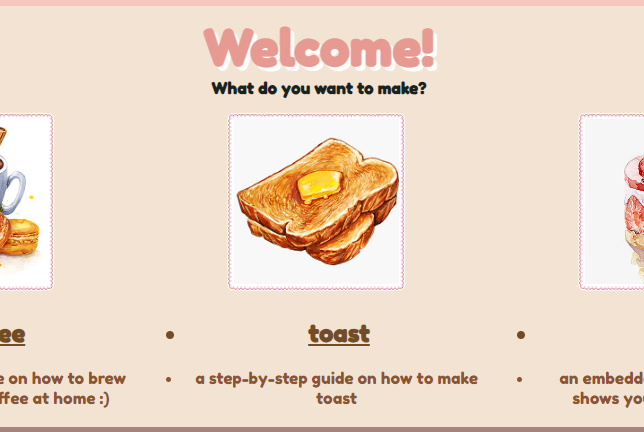 Welcome!
What do you want to make?
ee
toast
e on how to brew
ffee at home :)
a step-by-step guide on how to make
toast
an embedd
shows you